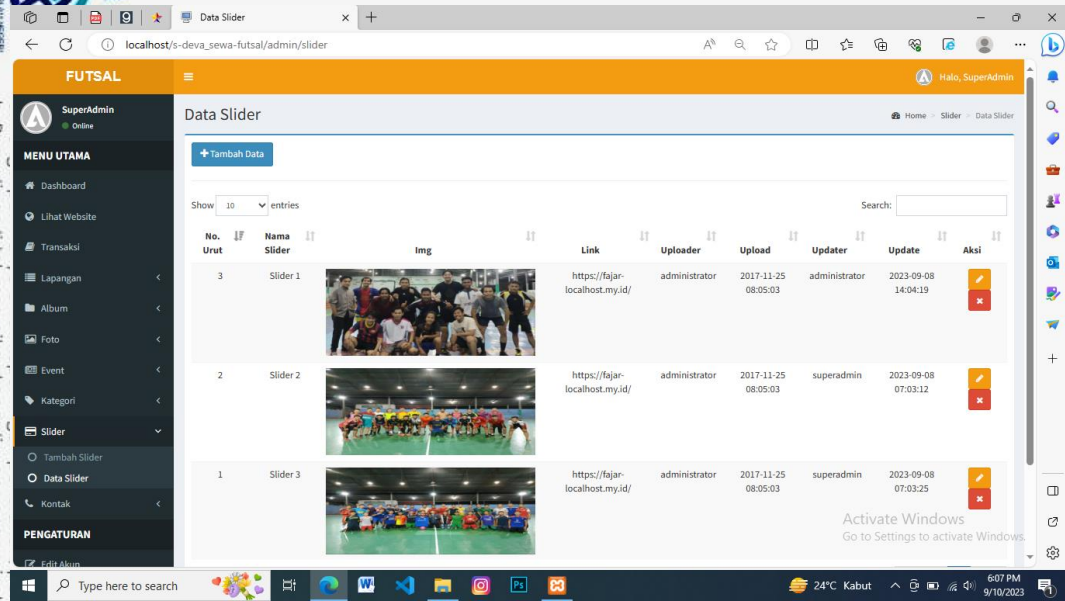 Data Slider
localhost/s-deva_sewa-futsal/admin/slider
FUTSAL
Halo, SuperAdmin
SuperAdmin
Online
Data Slider
Home > Slider > Data Slider
MENU UTAMA
Tambah Data
Dashboard
Lihat Website
Show 10 entries
Search:
Transaksi
No. Urut
Nama Slider
Img
Link
Uploader
Upload
Updater
Update
Aksi
Lapangan
Album
Foto
Event
Kategori
Slider
Tambah Slider
Data Slider
Kontak
PENGATURAN
Edit Akun
3
Slider 1
https://fajar-
localhost.my.id/
administrator
2017-11-25
08:05:03
administrator
2023-09-08
14:04:19
2
Slider 2
https://fajar-
localhost.my.id/
administrator
2017-11-25
08:05:03
superadmin
2023-09-08
07:03:12
1
Slider 3
https://fajar-
localhost.my.id/
administrator
2017-11-25
08:05:03
superadmin
2023-09-08
07:03:25
Activate Windows
Go to Settings to activate Windows.
Type here to search
24°C Kabut
6:07 PM
9/10/2023